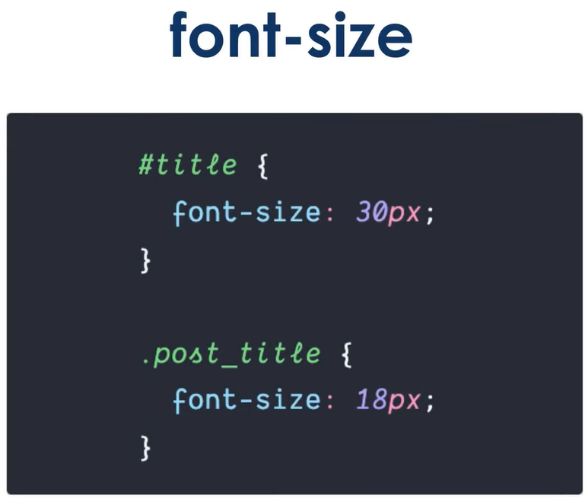 font-size
#title {
font-size: 30px;
}
.post_title {
font-size: 18px;
}